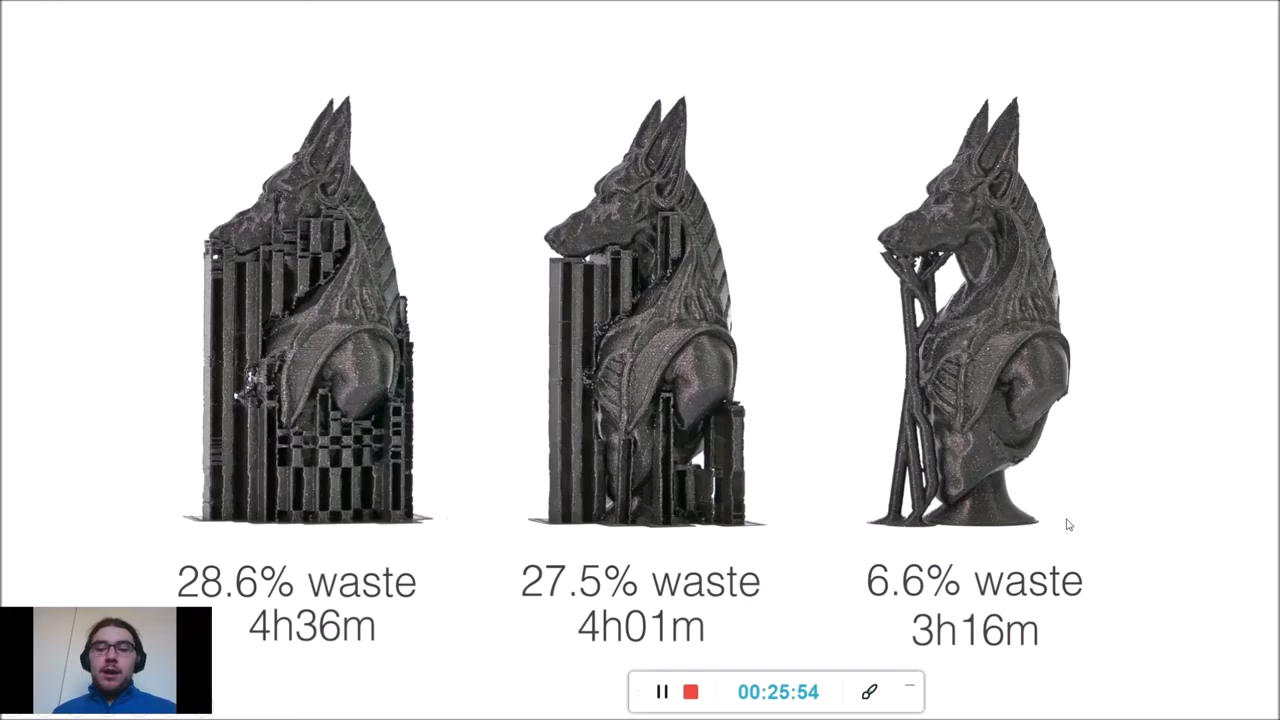 28.6% waste
4h36m
27.5% waste
4h01m
6.6% waste
3h16m
00:25:54